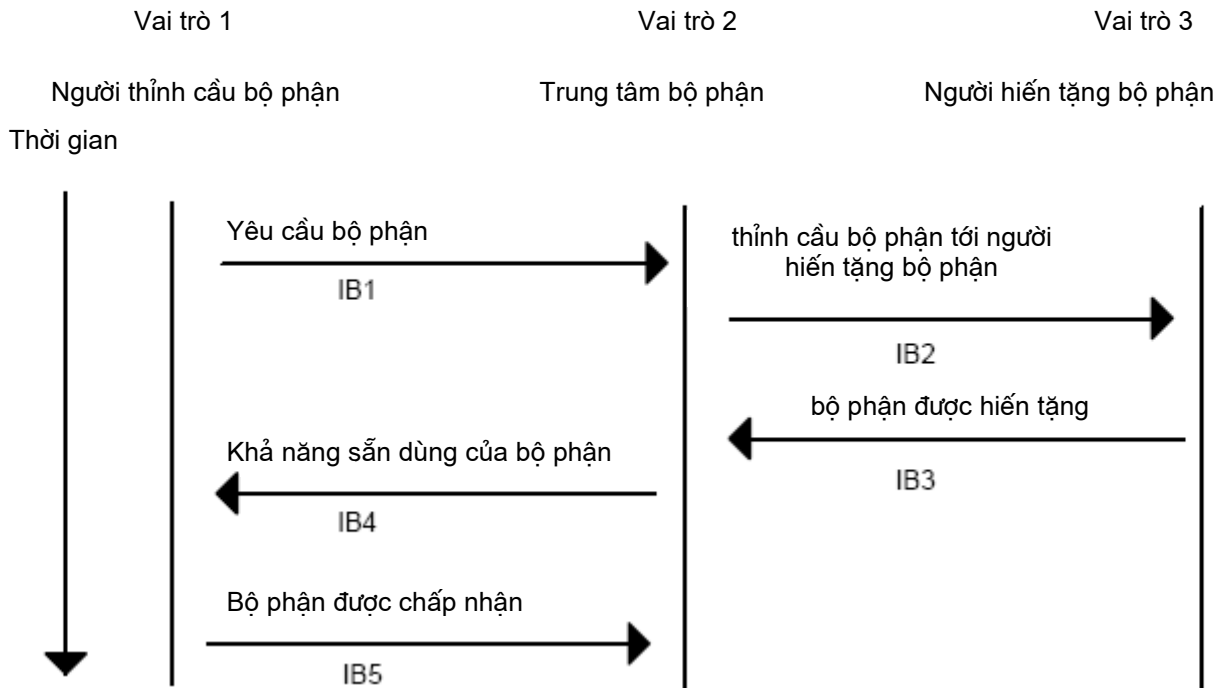 Vai trò 1
Vai trò 2
Vai trò 3
Người thỉnh cầu bộ phận
Trung tâm bộ phận
Người hiến tặng bộ phận
Thời gian
Yêu cầu bộ phận
IB1
thỉnh cầu bộ phận tới người
hiến tặng bộ phận
IB2
bộ phận được hiến tặng
IB3
Khả năng sẵn dùng của bộ phận
IB4
Bộ phận được chấp nhận
IB5